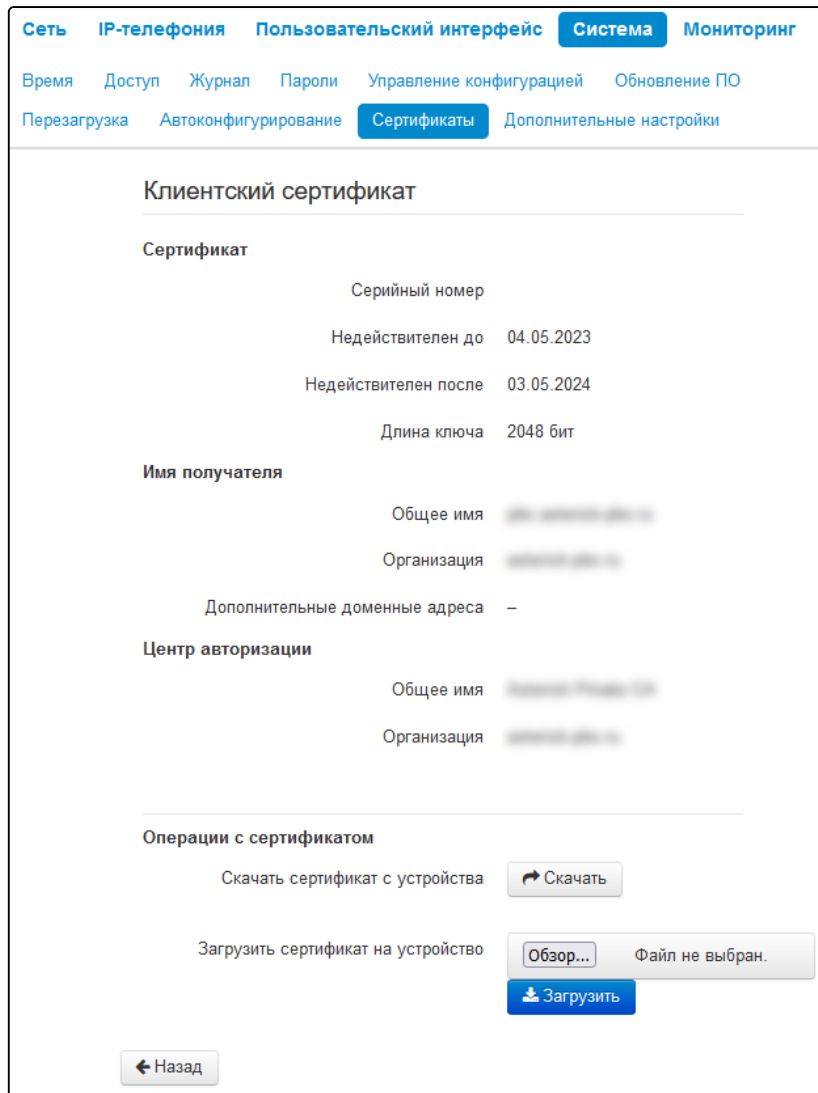 Сеть IP-телефония Пользовательский интерфейс Система Мониторинг
Время Доступ Журнал Пароли Управление конфигурацией Обновление ПО
Перезагрузка Автоконфигурирование Сертификаты Дополнительные настройки
Клиентский сертификат
Сертификат
Серийный номер
Недействителен до 04.05.2023
Недействителен после 03.05.2024
Длина ключа 2048 бит
Имя получателя
Общее имя
Организация
Дополнительные доменные адреса –
Центр авторизации
Общее имя
Организация
Операции с сертификатом
Скачать сертификат с устройства Скачать
Загрузить сертификат на устройство Обзор... Файл не выбран.
Загрузить
Назад